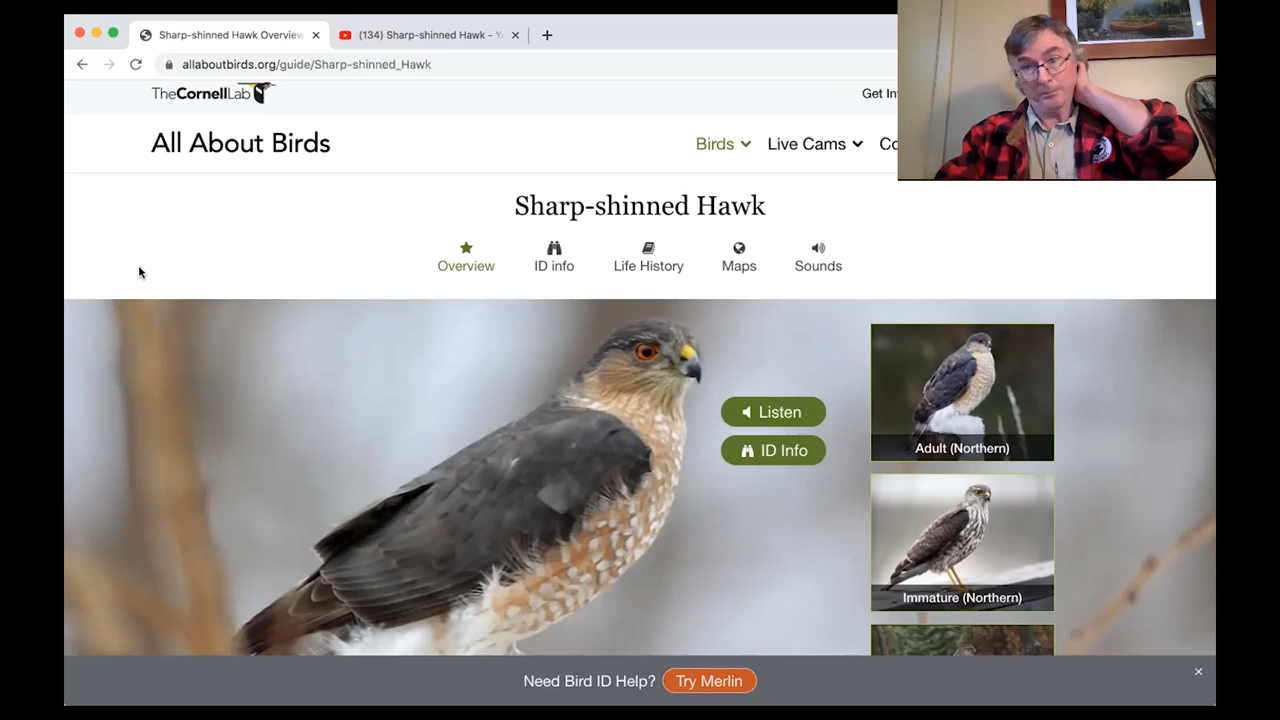 Sharp-shinned Hawk Overview
(134) Sharp-shinned Hawk - Y
allaboutbirds.org/guide/Sharp-shinned_Hawk
TheCornellLab
Get In
All About Birds
Birds
Live Cams
Co
Sharp-shinned Hawk
Overview
ID info
Life History
Maps
Sounds
Listen
ID Info
Adult (Northern)
Immature (Northern)
Need Bird ID Help?
Try Merlin